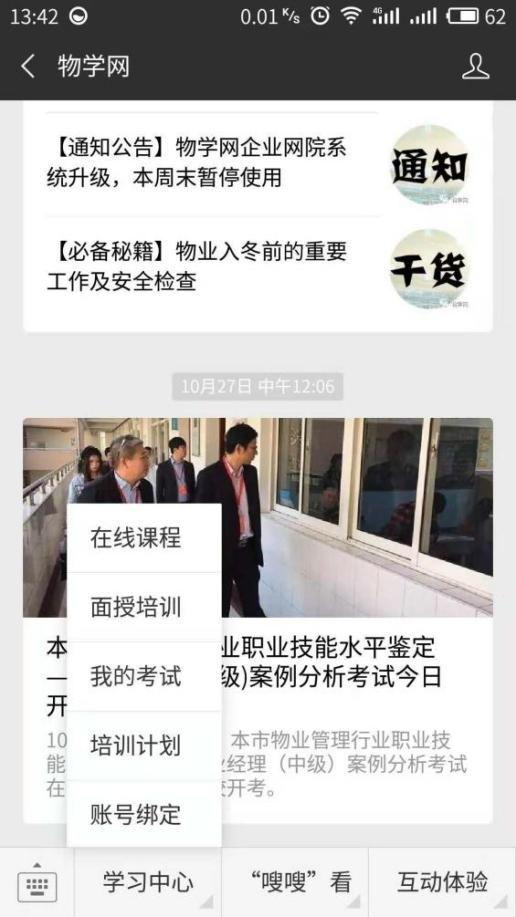 13:42
0.01 K/s
4G
62
物学网
【通知公告】物学网企业网院系
统升级，本周末暂停使用
通知
【必备秘籍】物业入冬前的重要
工作及安全检查
干货
10月27日 中午12:06
在线课程
面授培训
我的考试
培训计划
账号绑定
本
业职业技能水平鉴定
—
级)案例分析考试今日
开
10
本市物业管理行业职业技
能
业经理（中级）案例分析考试
在
开考。
学习中心
“嗖嗖”看
互动体验